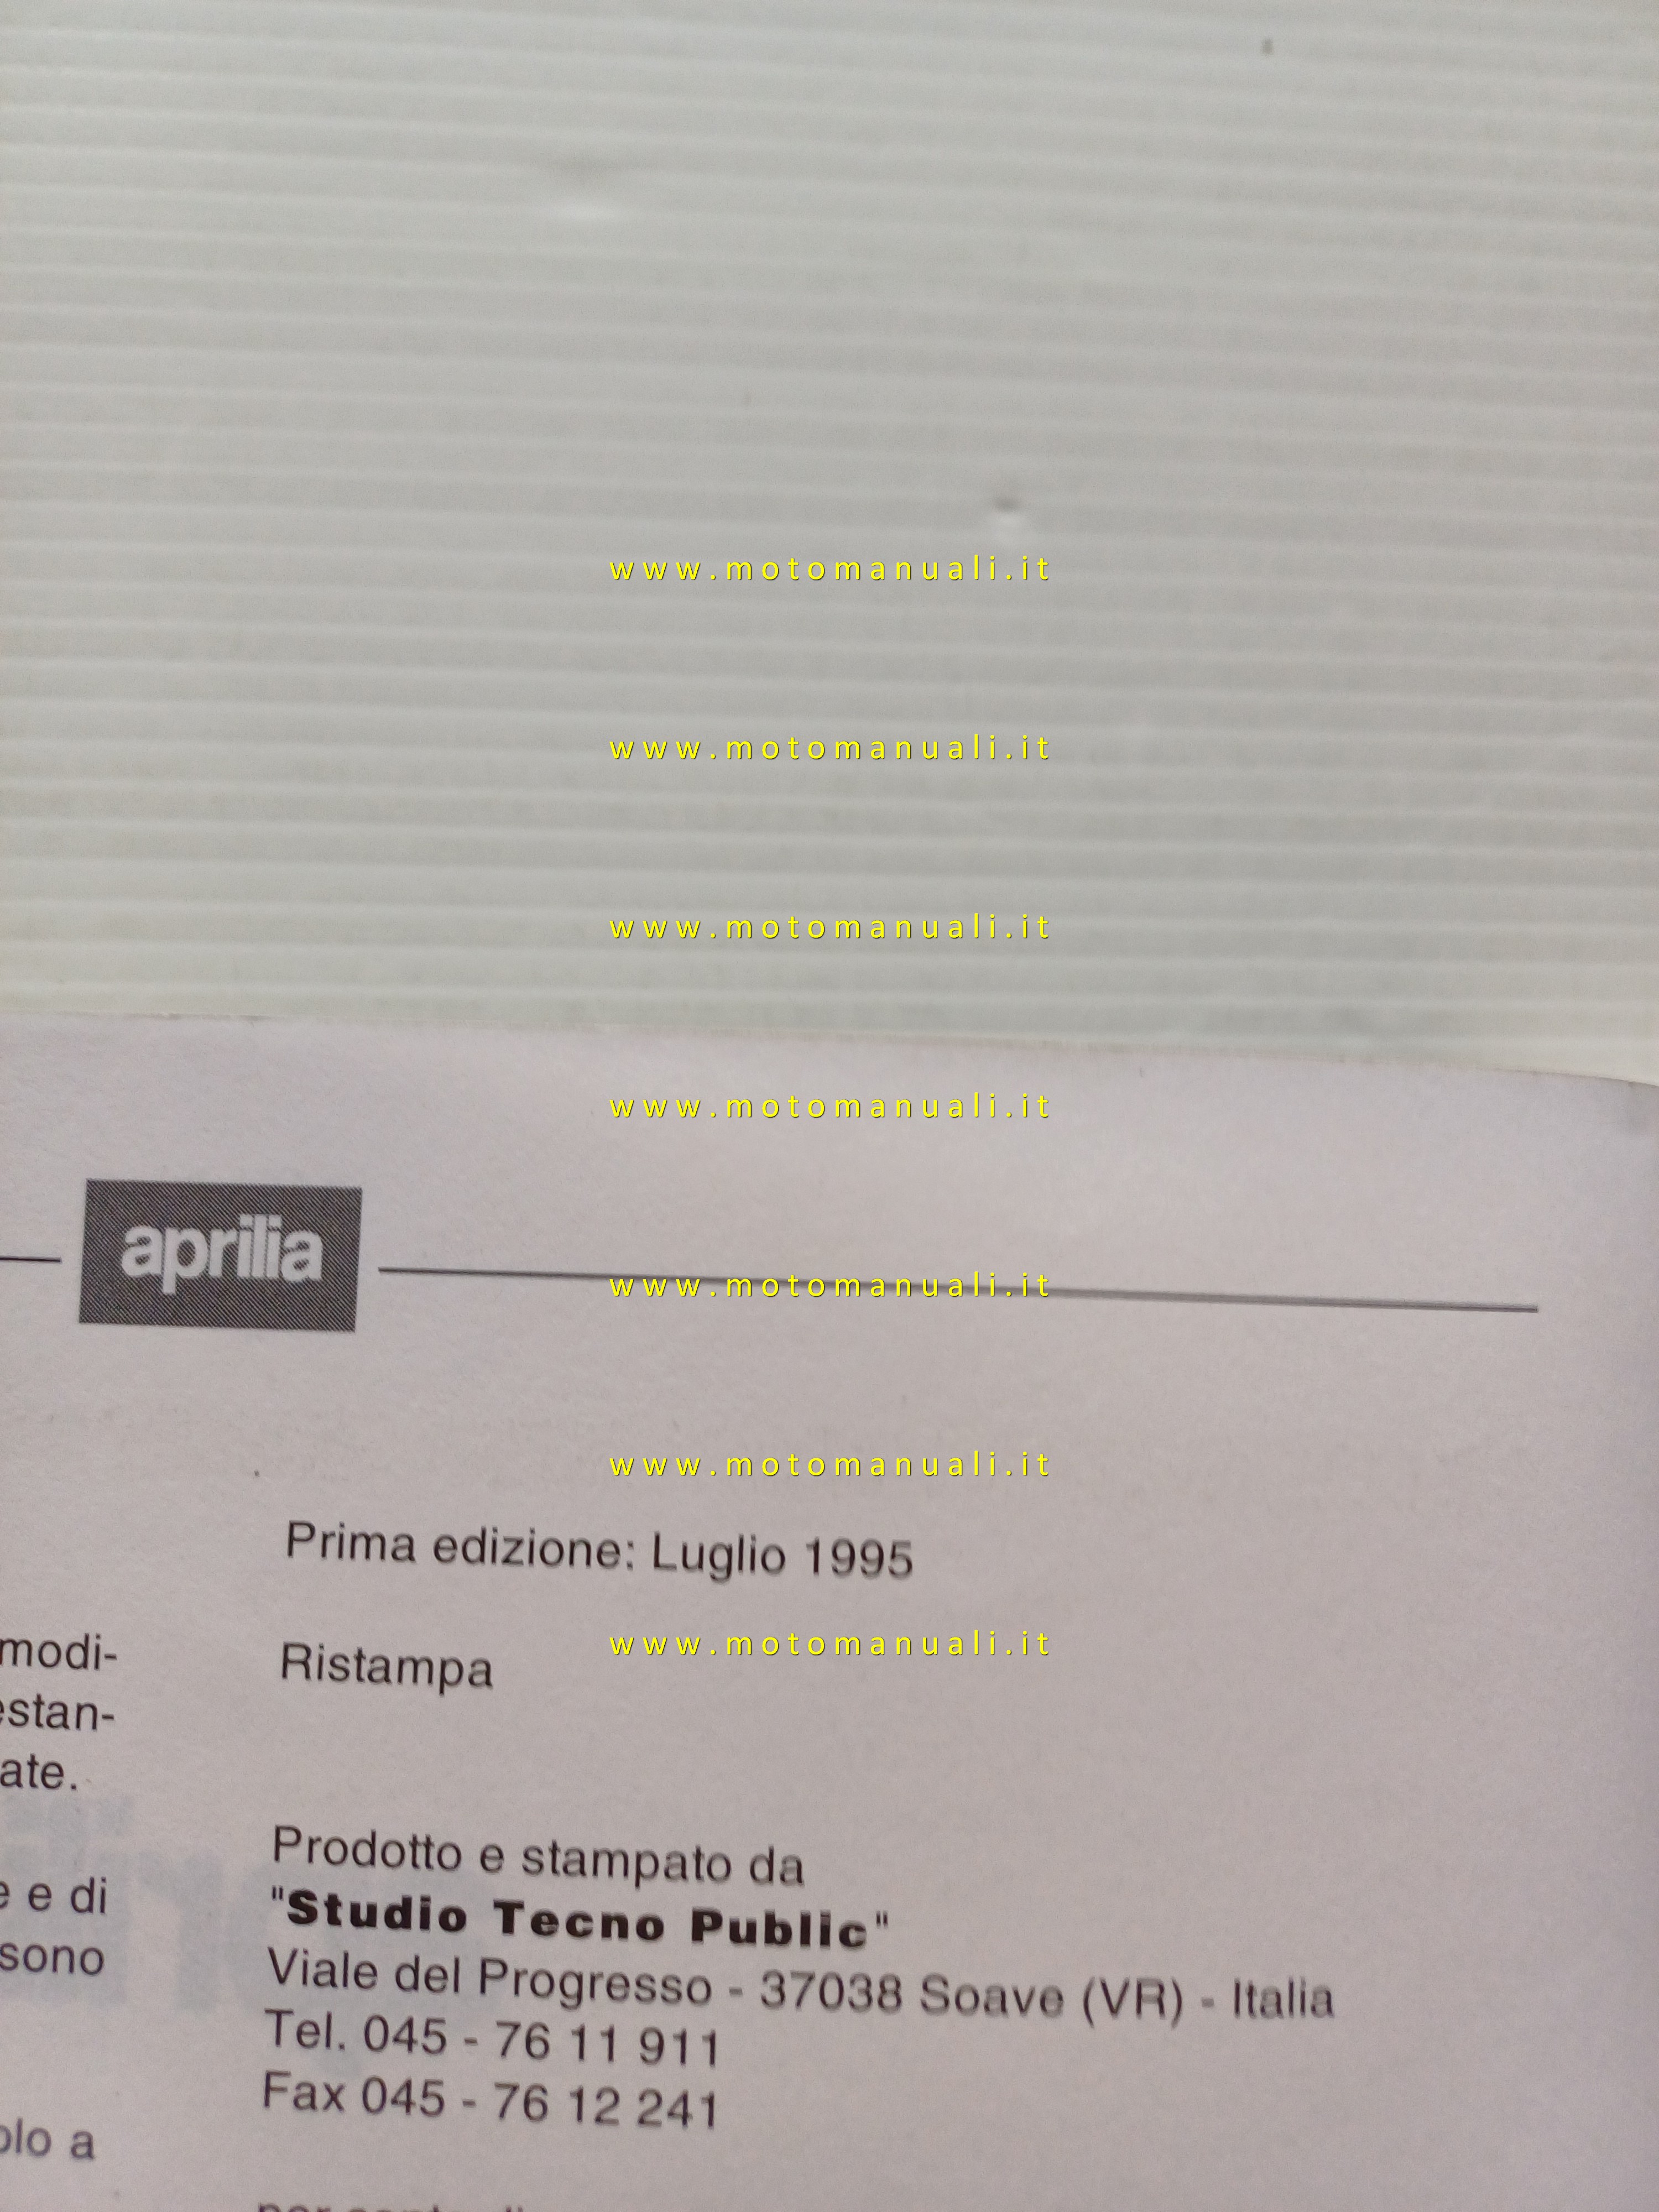 www.motomanuali.it
www.motomanuali.it
www.motomanuali.it
www.motomanuali.it
aprilia
www.motomanuali.it
www.motomanuali.it
Prima edizione: Luglio 1995
www.motomanuali.it
Ristampa
modi-
estan-
ate.
Prodotto e stampato da
"Studio Tecno Public"
Viale del Progresso - 37038 Soave (VR) - Italia
Tel. 045 - 76 11 911
Fax 045 - 76 12 241
e e di
sono
olo a